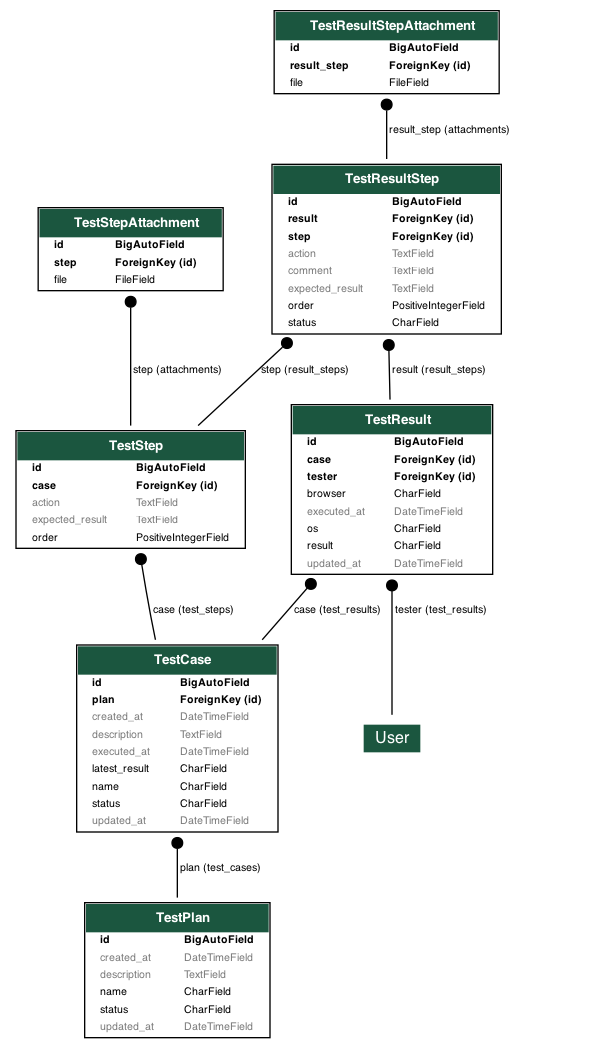 TestResultStepAttachment
id BigAutoField
result_step ForeignKey (id)
file FileField
result_step (attachments)
TestResultStep
id BigAutoField
result ForeignKey (id)
step ForeignKey (id)
action TextField
comment TextField
expected_result TextField
order PositiveIntegerField
status CharField
TestStepAttachment
id BigAutoField
step ForeignKey (id)
file FileField
step (attachments)
step (result_steps)
result (result_steps)
TestStep
id BigAutoField
case ForeignKey (id)
action TextField
expected_result TextField
order PositiveIntegerField
TestResult
id BigAutoField
case ForeignKey (id)
tester ForeignKey (id)
browser CharField
executed_at DateTimeField
os CharField
result CharField
updated_at DateTimeField
case (test_steps)
case (test_results)
tester (test_results)
TestCase
id BigAutoField
plan ForeignKey (id)
created_at DateTimeField
description TextField
executed_at DateTimeField
latest_result CharField
name CharField
status CharField
updated_at DateTimeField
User
plan (test_cases)
TestPlan
id BigAutoField
created_at DateTimeField
description TextField
name CharField
status CharField
updated_at DateTimeField